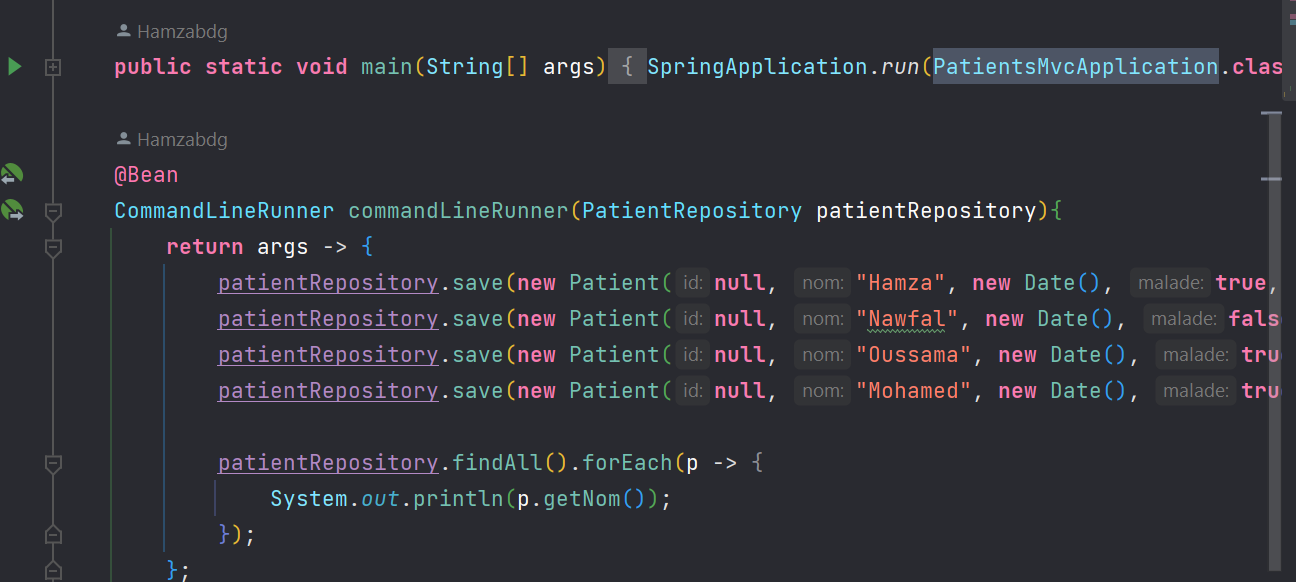 Hamzabdg
public static void main(String[] args) { SpringApplication.run(PatientsMvcApplication.clas
Hamzabdg
@Bean
CommandLineRunner commandLineRunner(PatientRepository patientRepository){
return args -> {
patientRepository.save(new Patient( id: null, nom: "Hamza", new Date(), malade: true,
patientRepository.save(new Patient( id: null, nom: "Nawfal", new Date(), malade: fals
patientRepository.save(new Patient( id: null, nom: "Oussama", new Date(), malade: tru
patientRepository.save(new Patient( id: null, nom: "Mohamed", new Date(), malade: tru
patientRepository.findAll().forEach(p -> {
System.out.println(p.getNom());
});
};